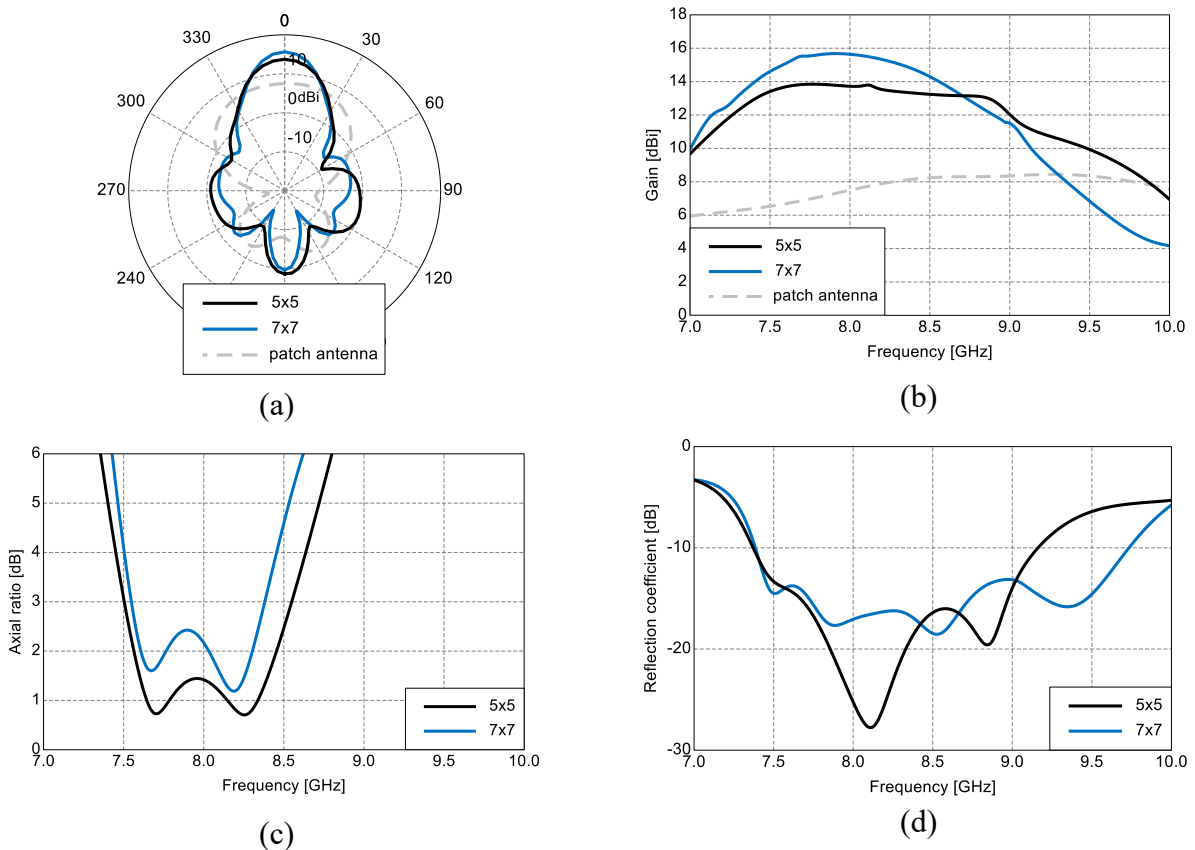 0
330
30
10
300
60
0dBi
-10
270
90
240
120
5x5
7x7
patch antenna
(a)
18
16
14
12
10
8
6
4
2
0
Gain [dBi]
5x5
7x7
patch antenna
7.0 7.5 8.0 8.5 9.0 9.5 10.0
Frequency [GHz]
(b)
6
5
4
3
2
1
0
Axial ratio [dB]
5x5
7x7
7.0 7.5 8.0 8.5 9.0 9.5 10.0
Frequency [GHz]
(c)
0
-10
-20
-30
Reflection coefficient [dB]
5x5
7x7
7.0 7.5 8.0 8.5 9.0 9.5 10.0
Frequency [GHz]
(d)